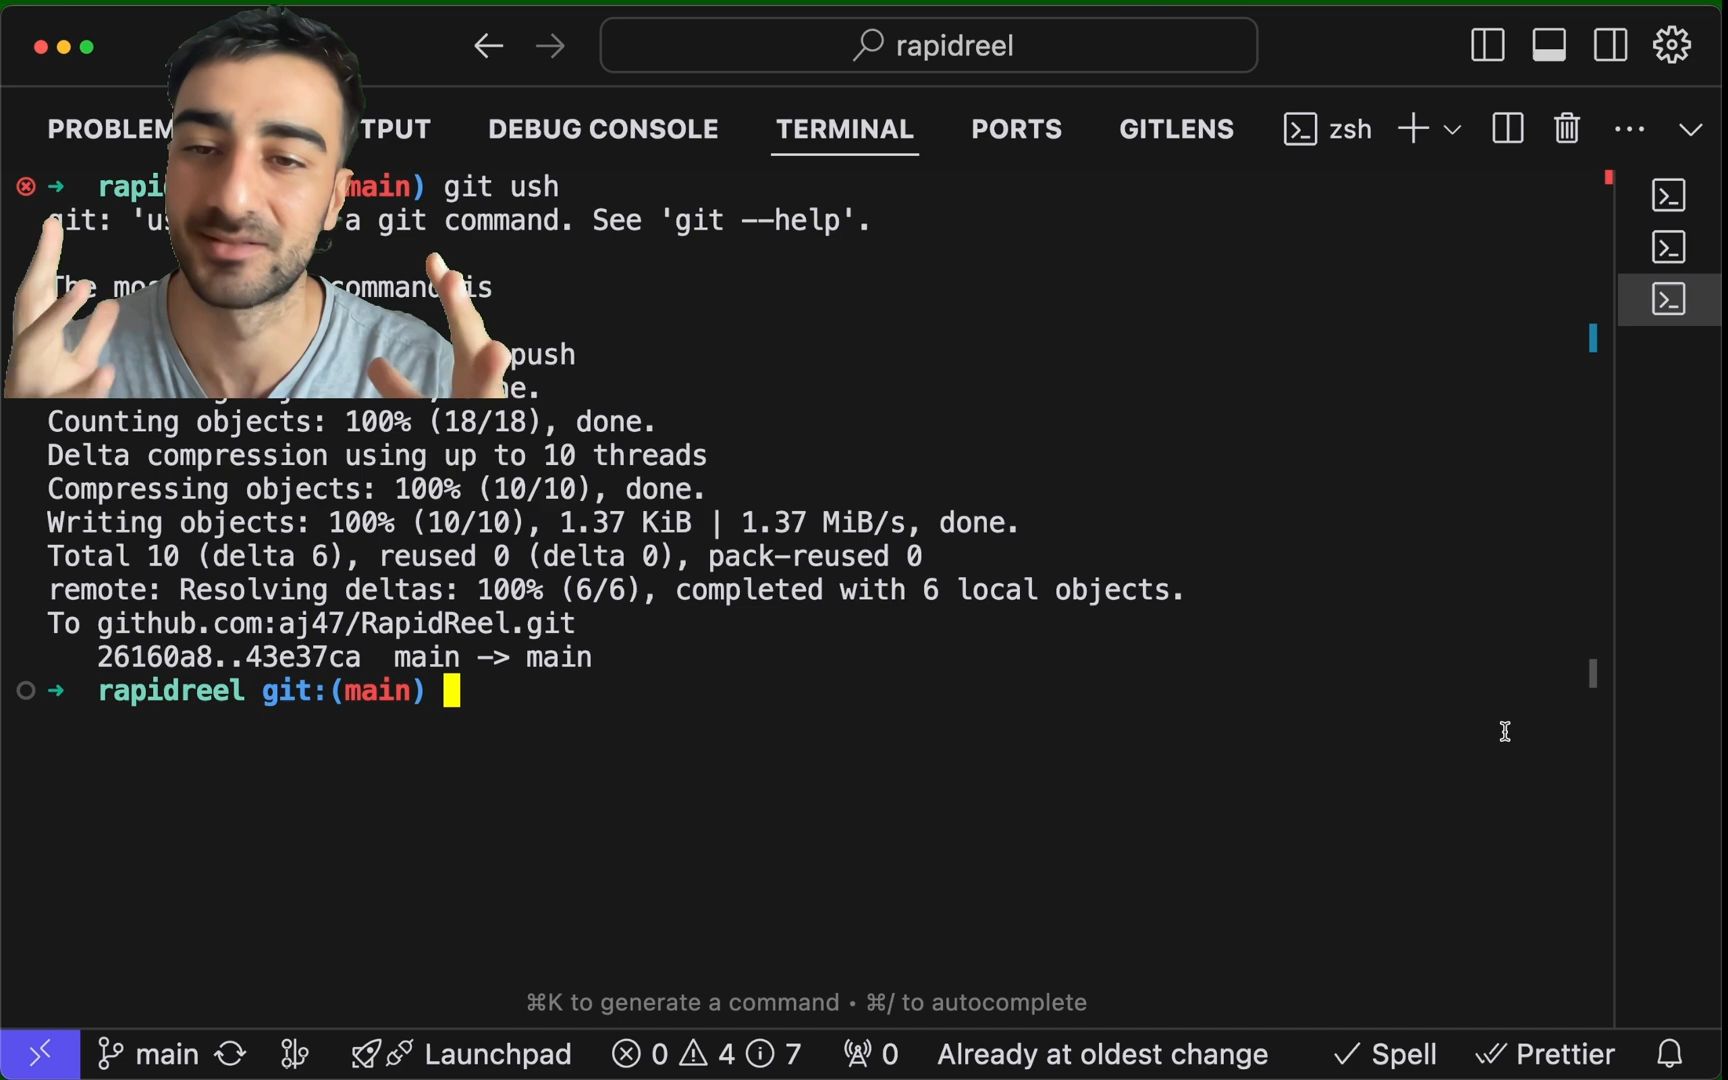 rapidreel
PROBLEM TPUT DEBUG CONSOLE TERMINAL PORTS GITLENS zsh
➜ rapi main) git ush
git: 'us a git command. See 'git --help'.
The mos command is
push
ne.
Counting objects: 100% (18/18), done.
Delta compression using up to 10 threads
Compressing objects: 100% (10/10), done.
Writing objects: 100% (10/10), 1.37 KiB | 1.37 MiB/s, done.
Total 10 (delta 6), reused 0 (delta 0), pack-reused 0
remote: Resolving deltas: 100% (6/6), completed with 6 local objects.
To github.com:aj47/RapidReel.git
26160a8..43e37ca main -> main
➜ rapidreel git:(main)
⌘K to generate a command • ⌘/ to autocomplete
main Launchpad 0 4 7 0 Already at oldest change Spell Prettier